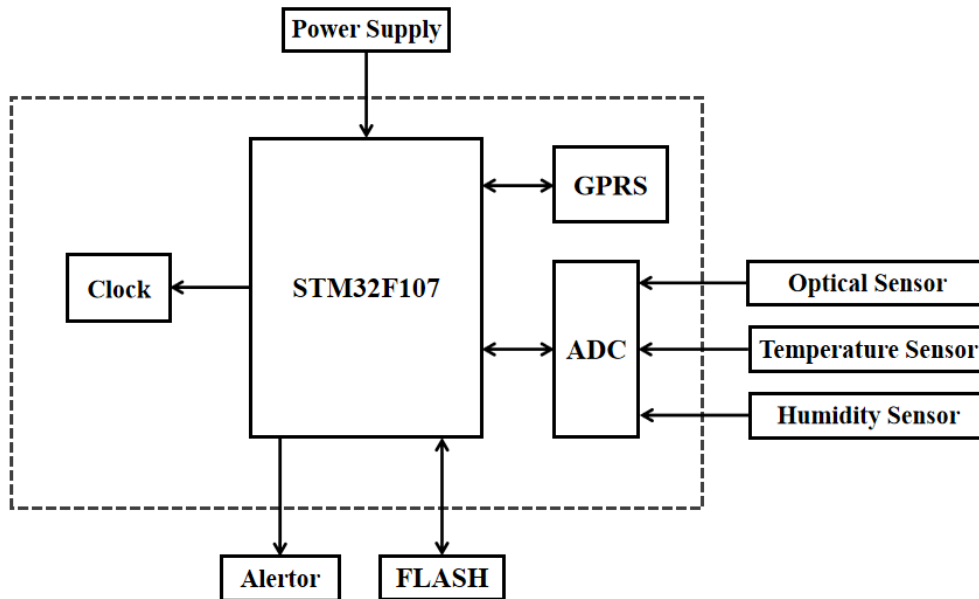 Power Supply
GPRS
Clock
STM32F107
Optical Sensor
ADC
Temperature Sensor
Humidity Sensor
Alertor
FLASH